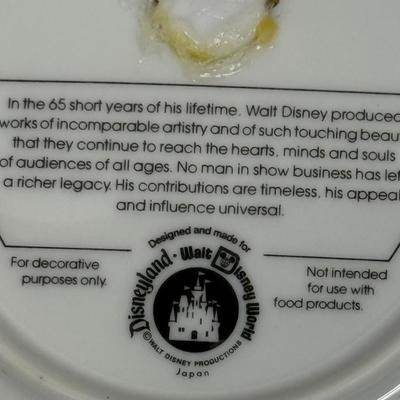 In the 65 short years of his lifetime, Walt Disney produced
works of incomparable artistry and of such touching beau
that they continue to reach the hearts, minds and souls
of audiences of all ages. No man in show business has lef
a richer legacy. His contributions are timeless, his appeal
and influence universal.
Designed and made for
Disneyland · Walt Disney World
© WALT DISNEY PRODUCTIONS
Japan
For decorative
purposes only.
Not intended
for use with
food products.